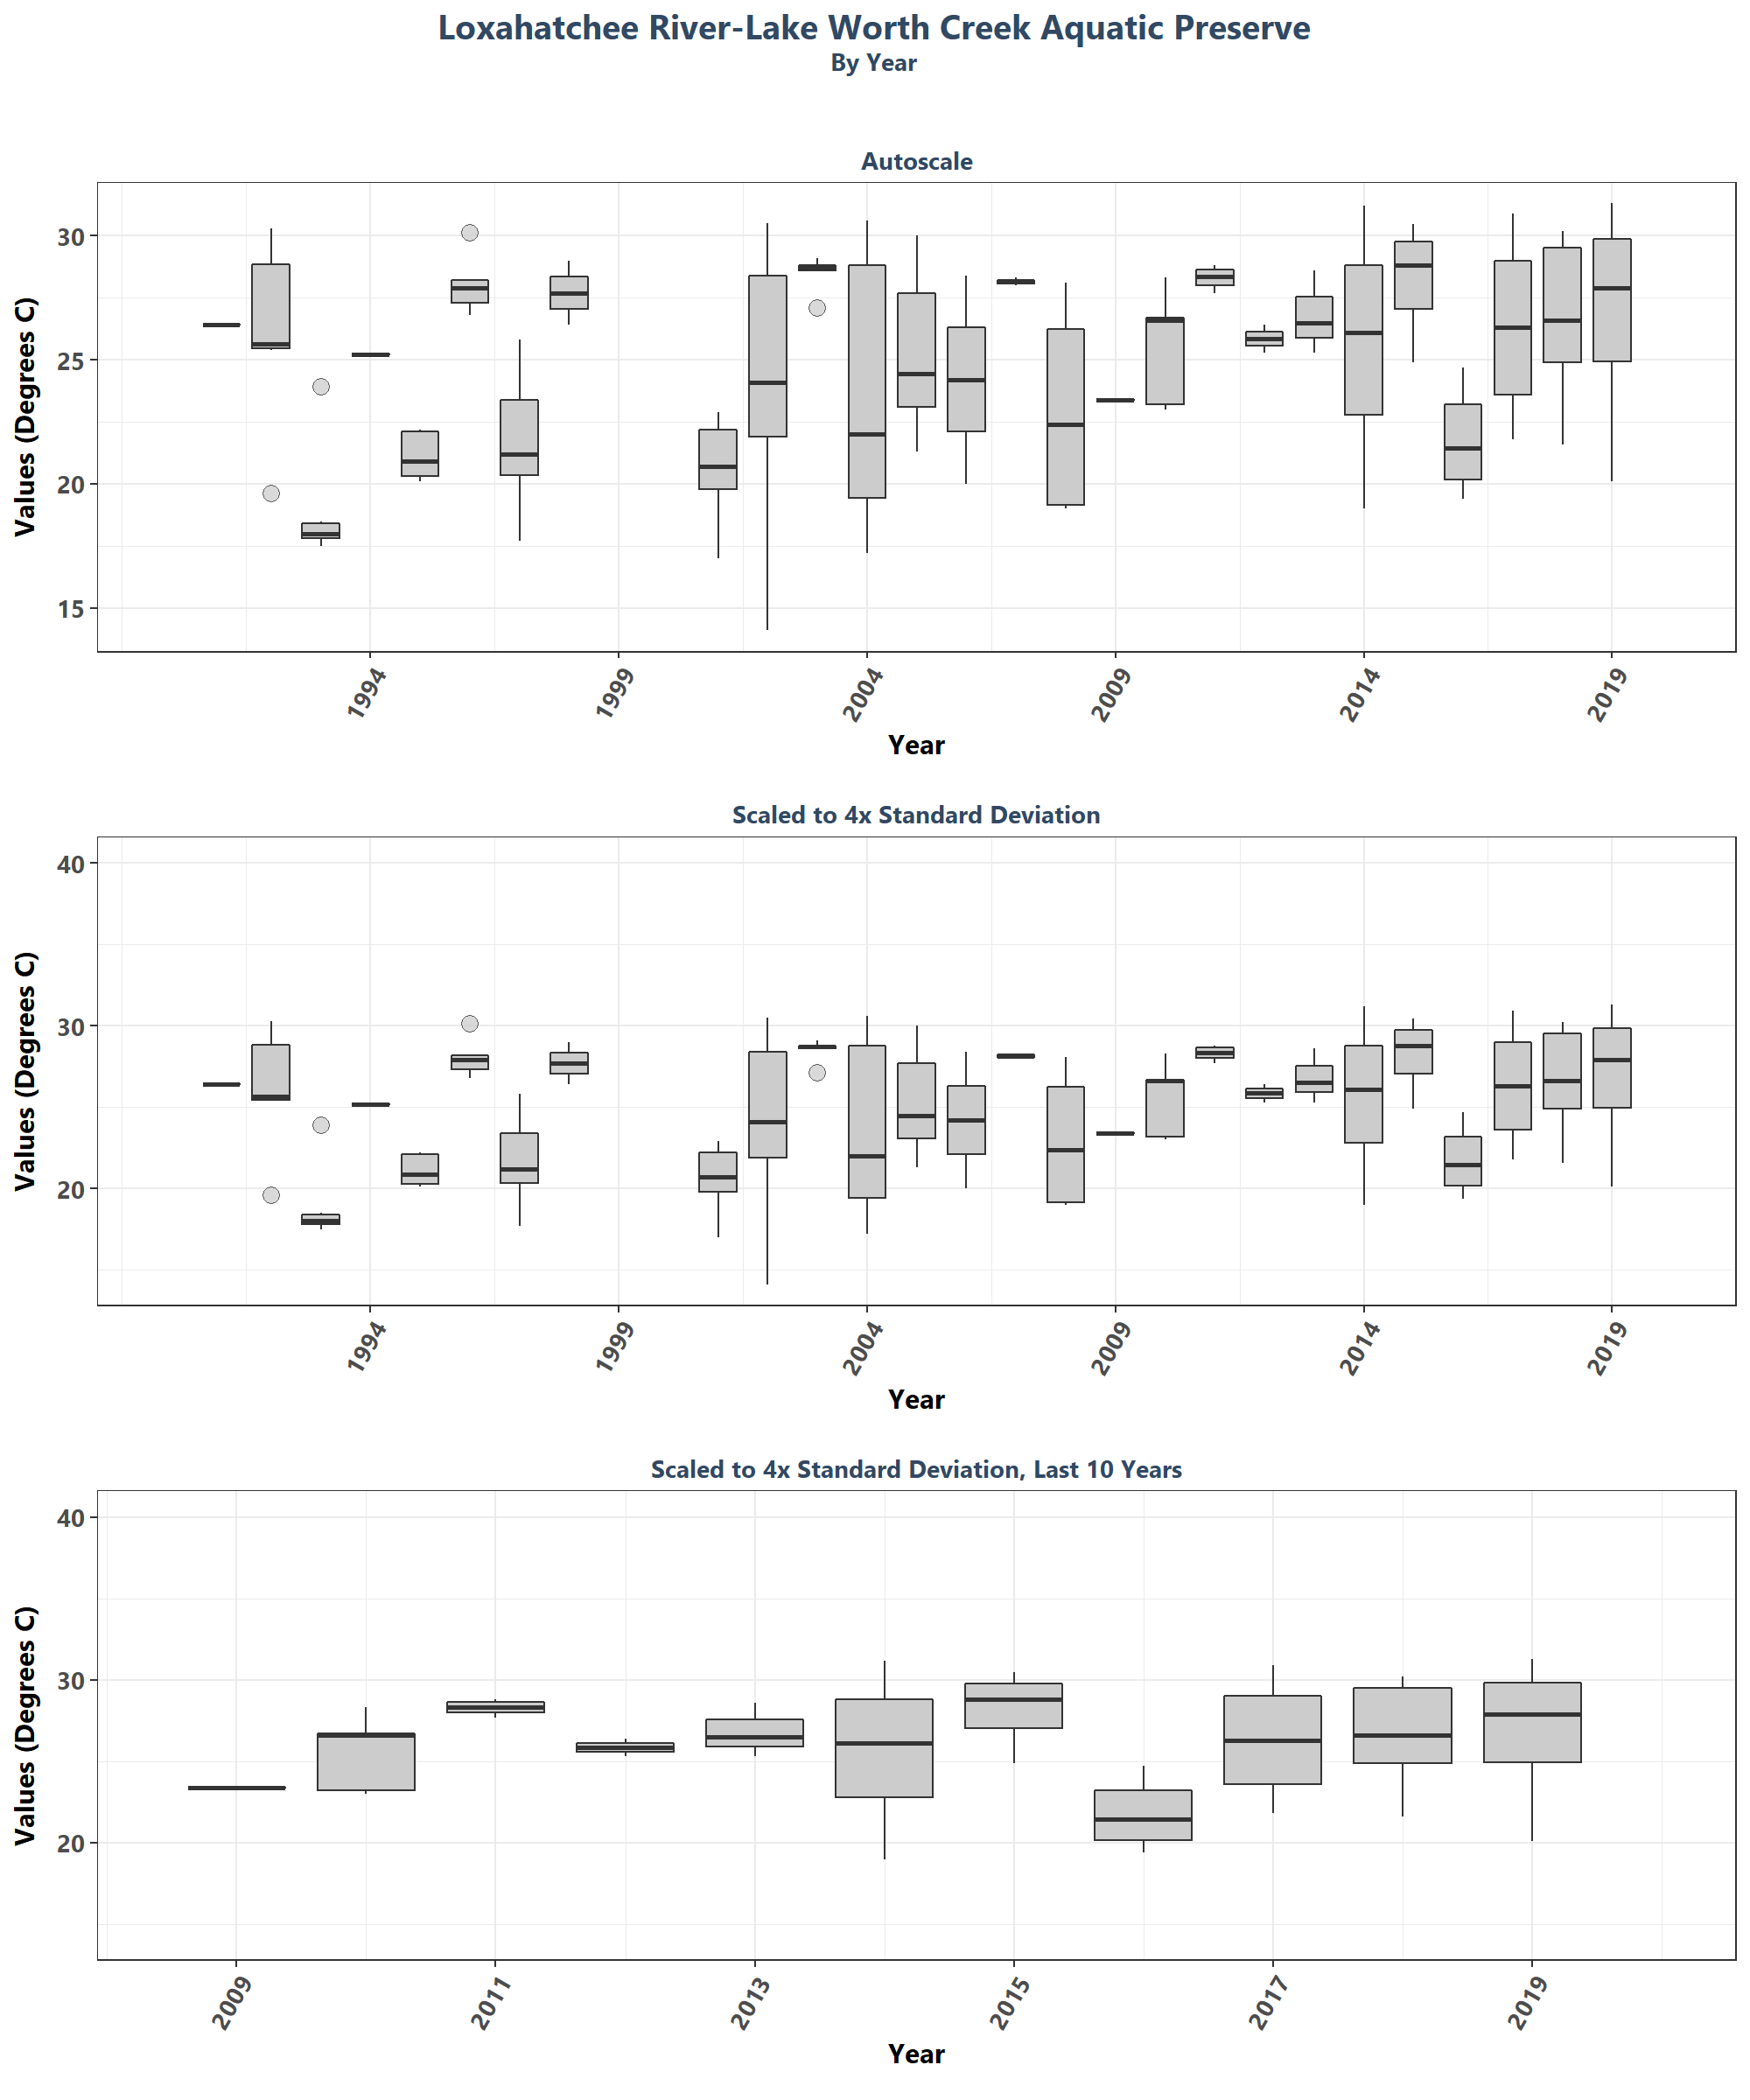 Loxahatchee River-Lake Worth Creek Aquatic Preserve
By Year
Autoscale
Values (Degrees C)
30
25
20
15
1994
1999
2004
2009
2014
2019
Year
Scaled to 4x Standard Deviation
Values (Degrees C)
40
30
20
1994
1999
2004
2009
2014
2019
Year
Scaled to 4x Standard Deviation, Last 10 Years
Values (Degrees C)
40
30
20
2009
2011
2013
2015
2017
2019
Year